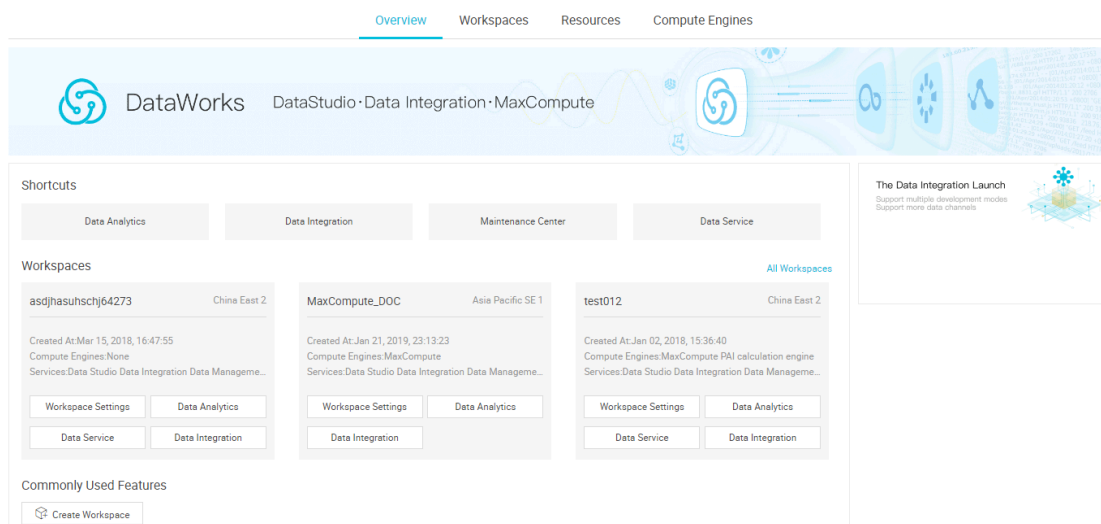 Overview Workspaces Resources Compute Engines
DataWorks DataStudio·Data Integration·MaxCompute
Shortcuts
Data Analytics Data Integration Maintenance Center Data Service
The Data Integration Launch
Support multiple development modes
Support more data channels
Workspaces All Workspaces
asdjhasuhschj64273 China East 2
Created At:Mar 15, 2018, 16:47:55
Compute Engines:None
Services:Data Studio Data Integration Data Manageme...
Workspace Settings Data Analytics
Data Service Data Integration
MaxCompute_DOC Asia Pacific SE 1
Created At:Jan 21, 2019, 23:13:23
Compute Engines:MaxCompute
Services:Data Studio Data Integration Data Manageme...
Workspace Settings Data Analytics
Data Integration
test012 China East 2
Created At:Jan 02, 2018, 15:36:40
Compute Engines:MaxCompute PAI calculation engine
Services:Data Studio Data Integration Data Manageme...
Workspace Settings Data Analytics
Data Service Data Integration
Commonly Used Features
Create Workspace